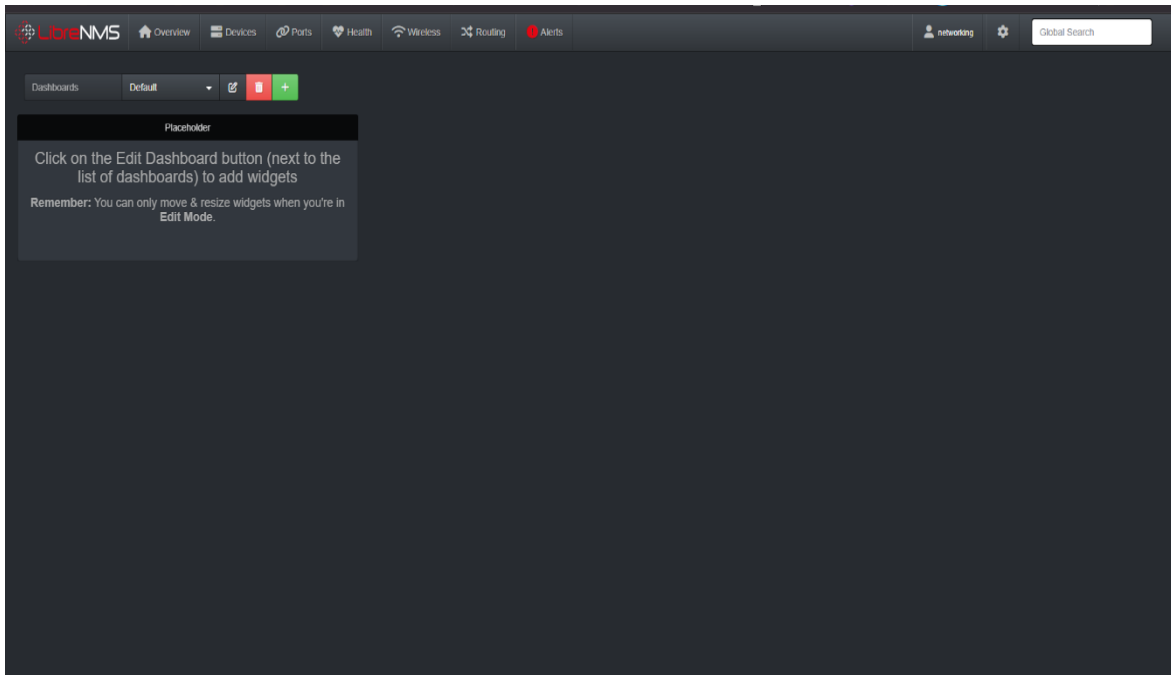 LibreNMS Overview Devices Ports Health Wireless Routing Alerts networking Global Search
Dashboards Default
Placeholder
Click on the Edit Dashboard button (next to the
list of dashboards) to add widgets
Remember: You can only move & resize widgets when you're in
Edit Mode.